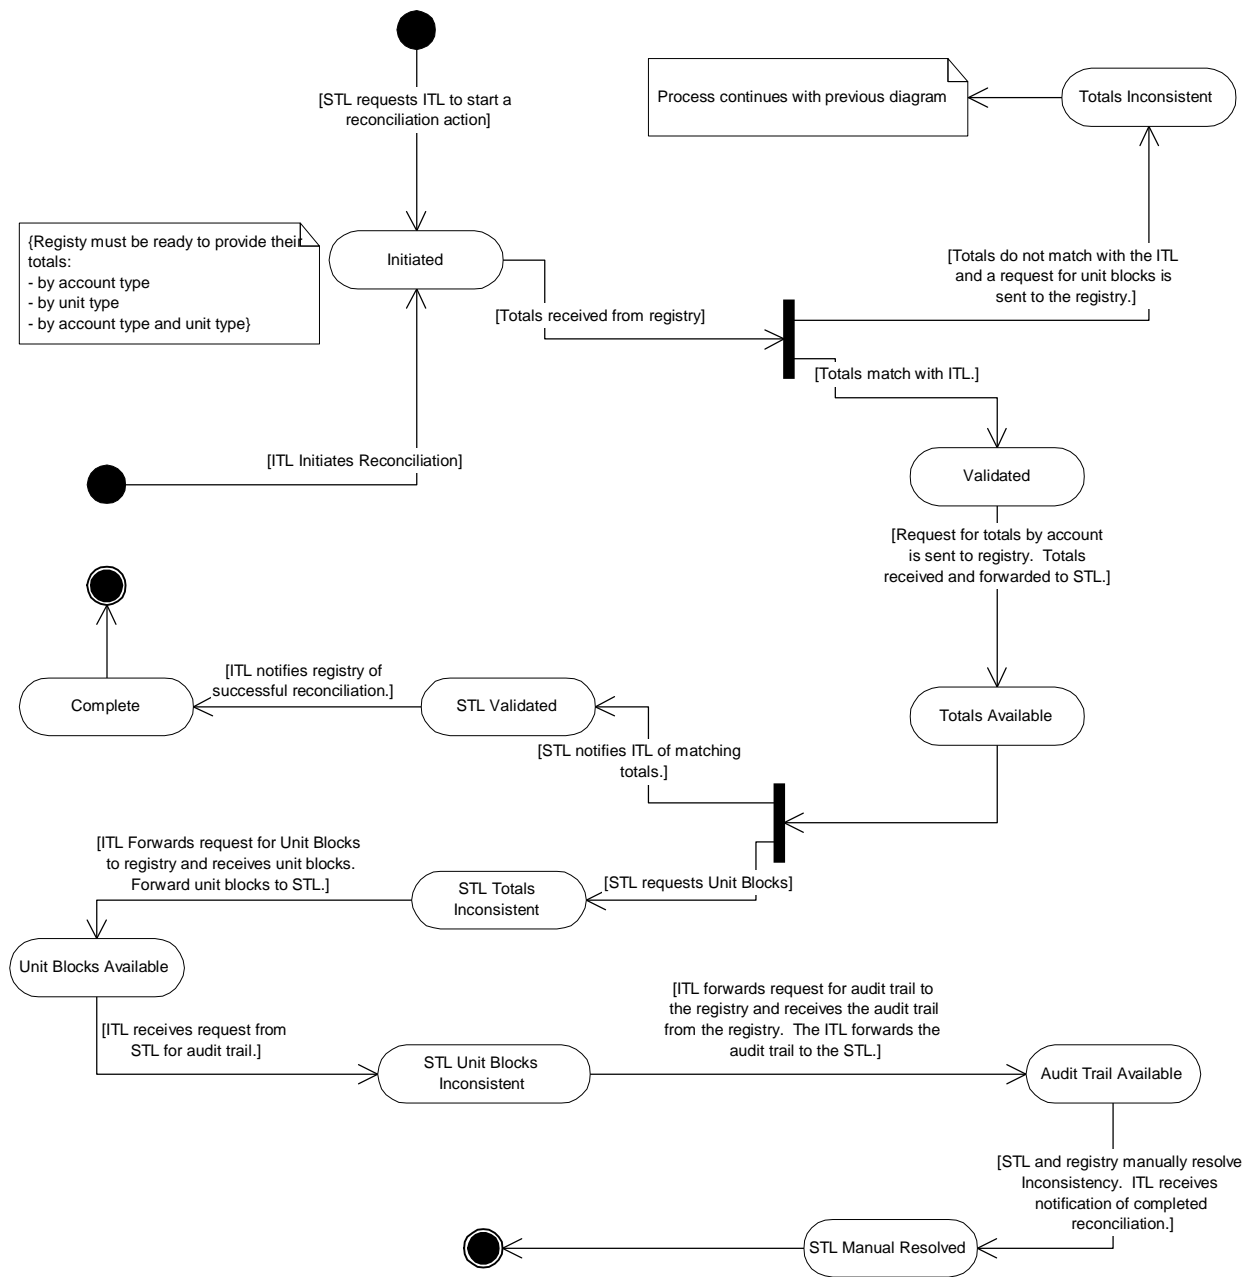 [STL requests ITL to start a
reconciliation action]
Process continues with previous diagram
Totals Inconsistent
{Registy must be ready to provide their
totals:
- by account type
- by unit type
- by account type and unit type}
Initiated
[Totals do not match with the ITL
and a request for unit blocks is
sent to the registry.]
[Totals received from registry]
[Totals match with ITL.]
[ITL Initiates Reconciliation]
Validated
[Request for totals by account
is sent to registry.  Totals
received and forwarded to STL.]
[ITL notifies registry of
successful reconciliation.]
Complete
STL Validated
Totals Available
[STL notifies ITL of matching
totals.]
[ITL Forwards request for Unit Blocks
to registry and receives unit blocks.
Forward unit blocks to STL.]
STL Totals
Inconsistent
[STL requests Unit Blocks]
Unit Blocks Available
[ITL receives request from
STL for audit trail.]
[ITL forwards request for audit trail to
the registry and receives the audit trail
from the registry.  The ITL forwards the
audit trail to the STL.]
STL Unit Blocks
Inconsistent
Audit Trail Available
[STL and registry manually resolve
Inconsistency.  ITL receives
notification of completed
reconciliation.]
STL Manual Resolved